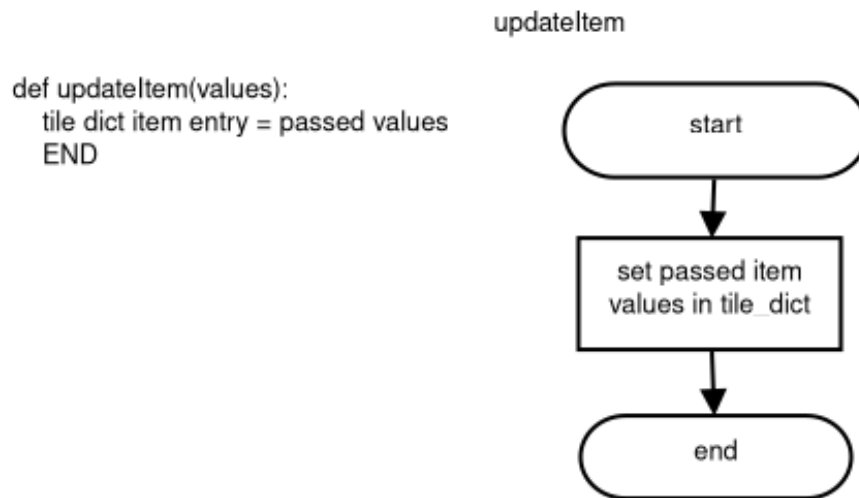 updateItem
def updateItem(values):
tile dict item entry = passed values
END
start
set passed item
values in tile_dict
end